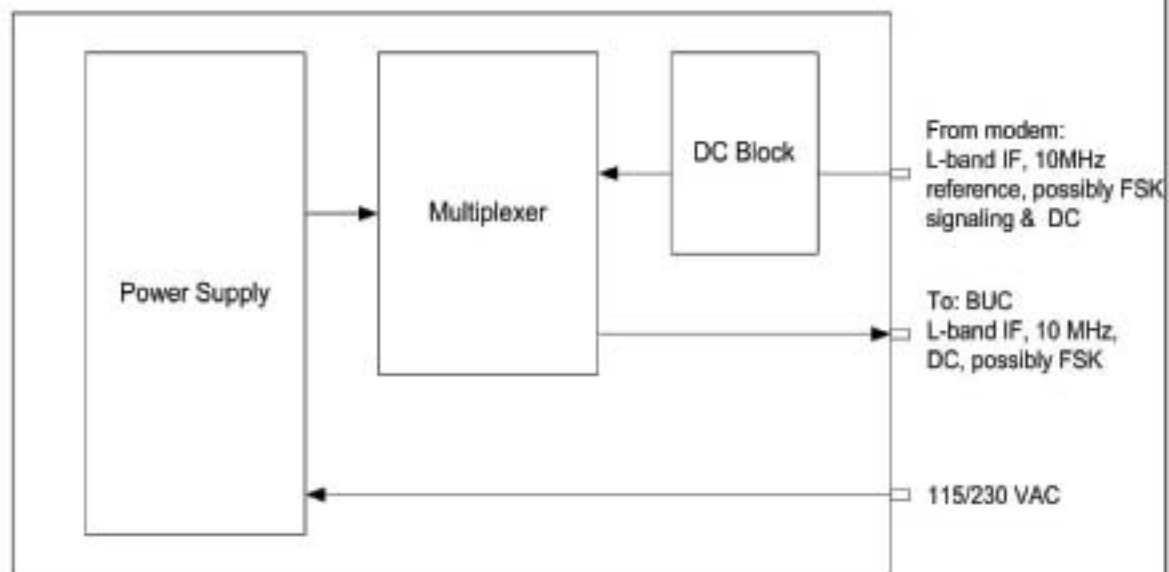 Power Supply
Multiplexer
DC Block
From modem:
L-band IF, 10MHz
reference, possibly FSK
signaling & DC
To: BUC
L-band IF, 10 MHz,
DC, possibly FSK
115/230 VAC